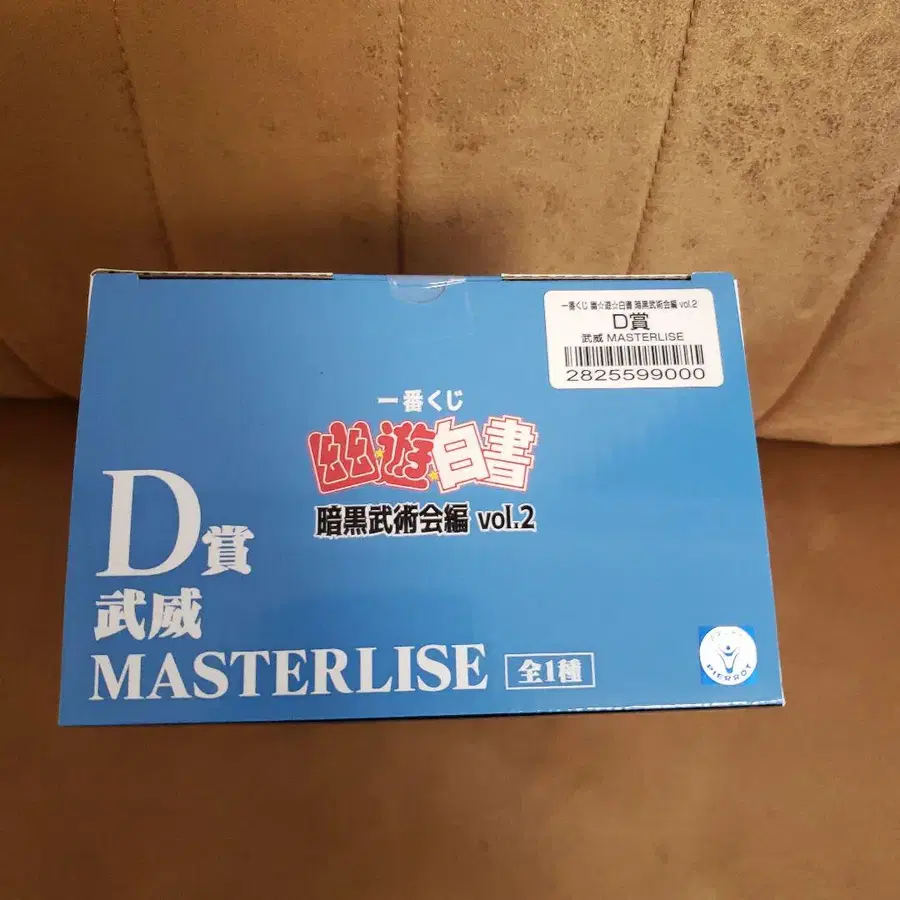 一番くじ 幽☆遊☆白書 暗黒武術会編 vol.2
D賞
武威 MASTERLISE
2825599000
一番くじ
幽☆遊☆白書
暗黒武術会編 vol.2
D賞
武威
MASTERLISE 全1種
PIERROT